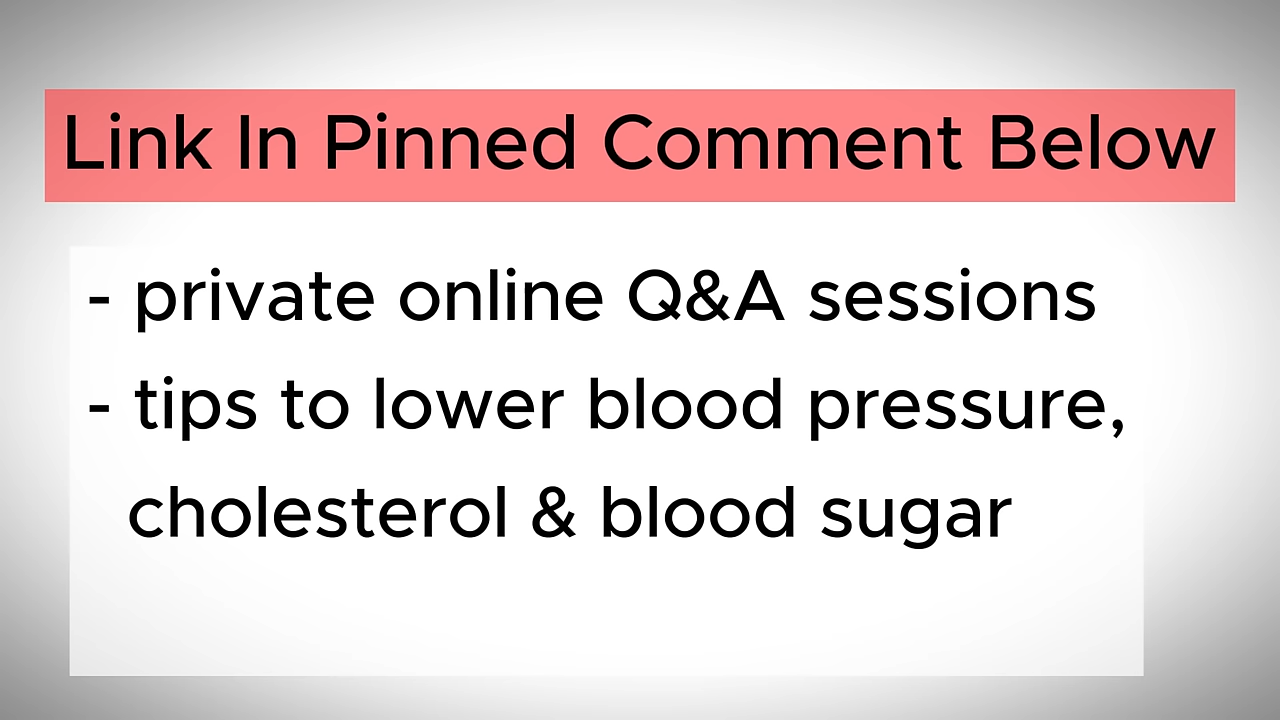 Link In Pinned Comment Below
- private online Q&A sessions
- tips to lower blood pressure,
cholesterol & blood sugar